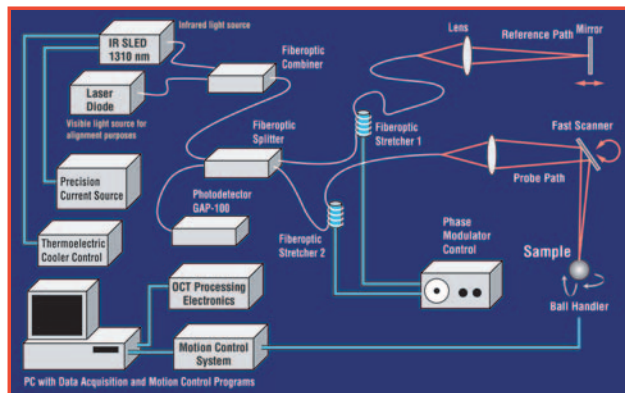 Infrared light source
IR SLED
1310 nm
Fiberoptic
Combiner
Lens
Reference Path
Mirror
Laser
Diode
Visible light source for
alignment purposes
Fiberoptic
Splitter
Fiberoptic
Stretcher 1
Fast Scanner
Precision
Current Source
Photodetector
GAP-100
Probe Path
Fiberoptic
Stretcher 2
Phase
Modulator
Control
Thermoelectric
Cooler Control
Sample
OCT Processing
Electronics
Ball Handler
Motion Control
System
PC with Data Acquisition and Motion Control Programs